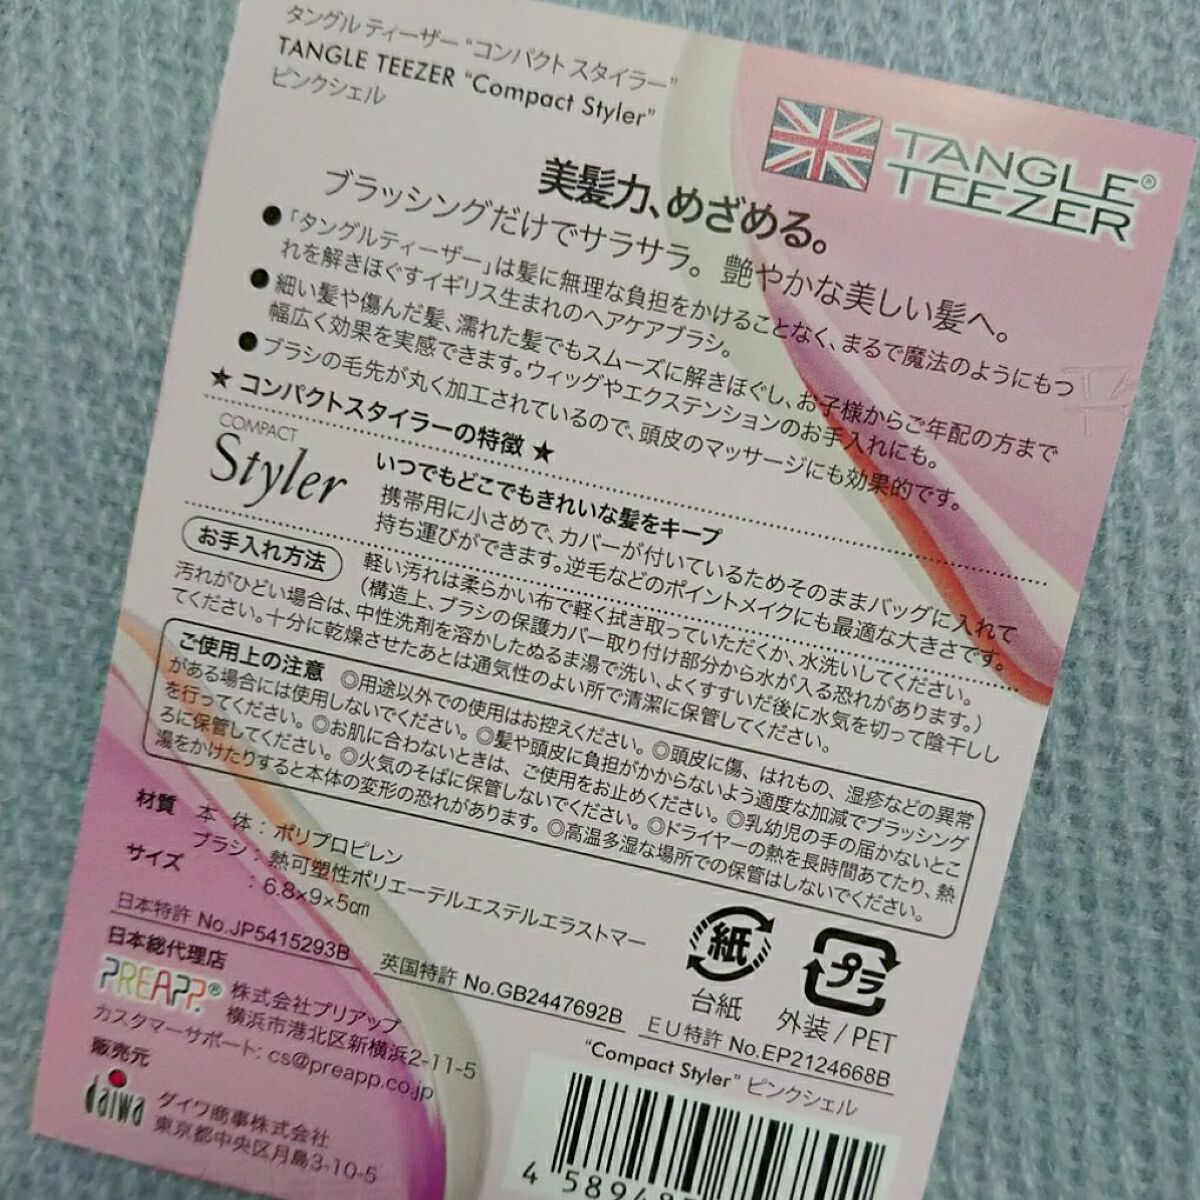 タングル ティーザー “コンパクト スタイラー”
TANGLE TEEZER “Compact Styler”
ピンクシェル
TANGLE®
TEEZER
美髪力、めざめる。
ブラッシングだけでサラサラ。艶やかな美しい髪へ。
●「タングルティーザー」は髪に無理な負担をかけることなく、まるで魔法のようにもつ
れを解きほぐすイギリス生まれのヘアケアブラシ。
●細い髪や傷んだ髪、濡れた髪でもスムーズに解きほぐし、お子様からご年配の方まで
幅広く効果を実感できます。ウィッグやエクステンションのお手入れにも。
●ブラシの毛先が丸く加工されているので、頭皮のマッサージにも効果的です。
★ コンパクトスタイラーの特徴 ★
COMPACT
Styler
いつでもどこでもきれいな髪をキープ
携帯用に小さめで、カバーが付いているためそのままバッグに入れて
持ち運びができます。逆毛などのポイントメイクにも最適な大きさです。
お手入れ方法
軽い汚れは柔らかい布で軽く拭き取っていただくか、水洗いしてください。
(構造上、ブラシの保護カバー取り付け部分から水が入る恐れがあります。)
汚れがひどい場合は、中性洗剤を溶かしたぬるま湯で洗い、よくすすいだ後に水気を切って陰干しし
てください。十分に乾燥させたあとは通気性のよい所で清潔に保管してください。
ご使用上の注意 ◎用途以外での使用はお控えください。◎頭皮に傷、はれもの、湿疹などの異常
がある場合には使用しないでください。◎髪や頭皮に負担がかからないよう適度な加減でブラッシング
を行ってください。◎お肌に合わないときは、ご使用をお止めください。◎乳幼児の手の届かないとこ
ろに保管してください。◎火気のそばに保管しないでください。◎ドライヤーの熱を長時間あてたり、熱
湯をかけたりすると本体の変形の恐れがあります。◎高温多湿な場所での保管はしないでください。
材質 本 体 : ポリプロピレン
ブラシ : 熱可塑性ポリエーテルエステルエラストマー
サイズ : 6.8×9×5㎝
日本特許 No.JP5415293B 英国特許 No.GB2447692B EU特許 No.EP2124668B
紙
台紙
プラ
外装/PET
日本総代理店
PREAPP®
株式会社プリアップ
横浜市港北区新横浜2-11-5
カスタマーサポート: cs@preapp.co.jp
販売元
daiwa
ダイワ商事株式会社
東京都中央区月島3-10-5
“Compact Styler” ピンクシェル
4 58948